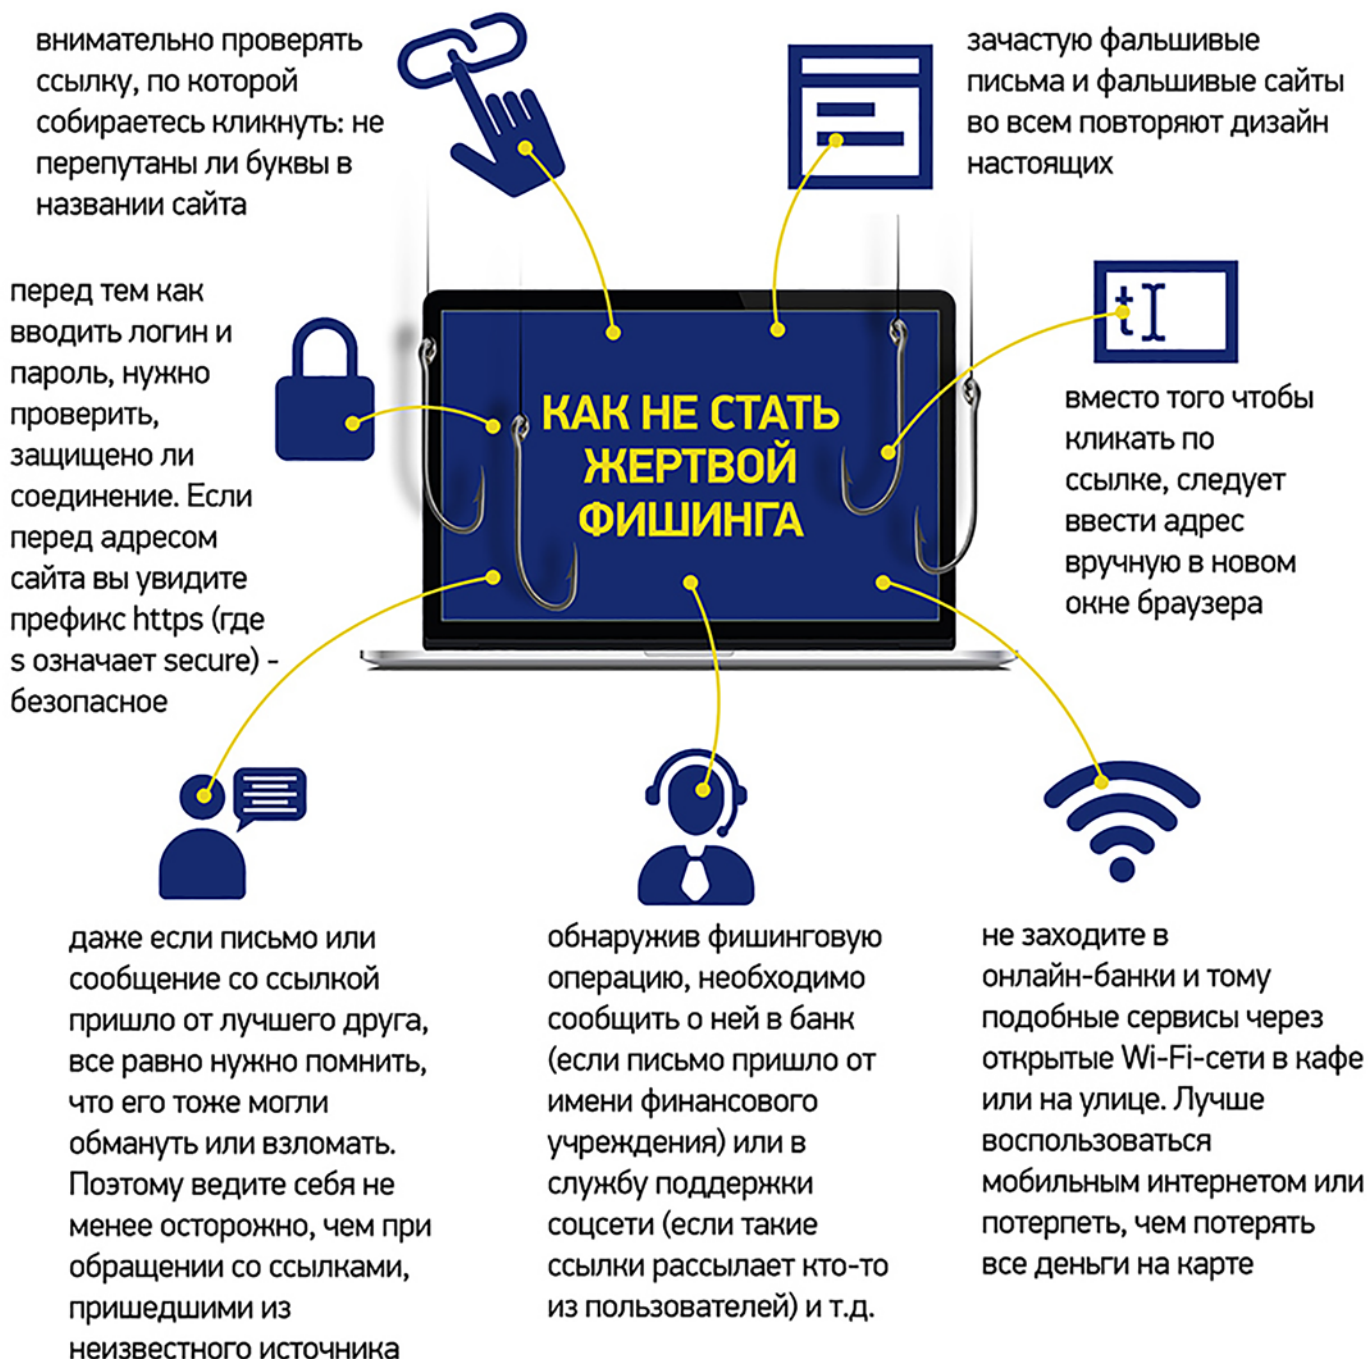 внимательно проверять
ссылку, по которой
собираетесь кликнуть: не
перепутаны ли буквы в
названии сайта
зачастую фальшивые
письма и фальшивые сайты
во всем повторяют дизайн
настоящих
перед тем как
вводить логин и
пароль, нужно
проверить,
защищено ли
соединение. Если
перед адресом
сайта вы увидите
префикс https (где
s означает secure) -
безопасное
КАК НЕ СТАТЬ
ЖЕРТВОЙ
ФИШИНГА
t
вместо того чтобы
кликать по
ссылке, следует
ввести адрес
вручную в новом
окне браузера
даже если письмо или
сообщение со ссылкой
пришло от лучшего друга,
все равно нужно помнить,
что его тоже могли
обмануть или взломать.
Поэтому ведите себя не
менее осторожно, чем при
обращении со ссылками,
пришедшими из
неизвестного источника
обнаружив фишинговую
операцию, необходимо
сообщить о ней в банк
(если письмо пришло от
имени финансового
учреждения) или в
службу поддержки
соцсети (если такие
ссылки рассылает кто-то
из пользователей) и т.д.
не заходите в
онлайн-банки и тому
подобные сервисы через
открытые Wi-Fi-сети в кафе
или на улице. Лучше
воспользоваться
мобильным интернетом или
потерпеть, чем потерять
все деньги на карте